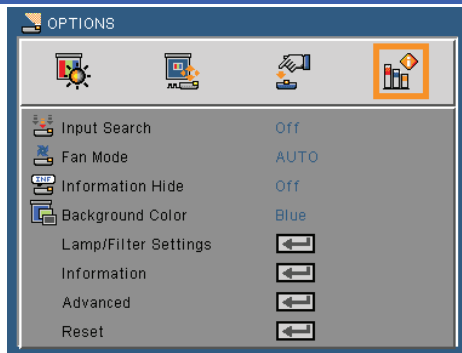 OPTIONS
Input Search Off
Fan Mode AUTO
INF
Information Hide Off
Background Color Blue
Lamp/Filter Settings
Information
Advanced
Reset